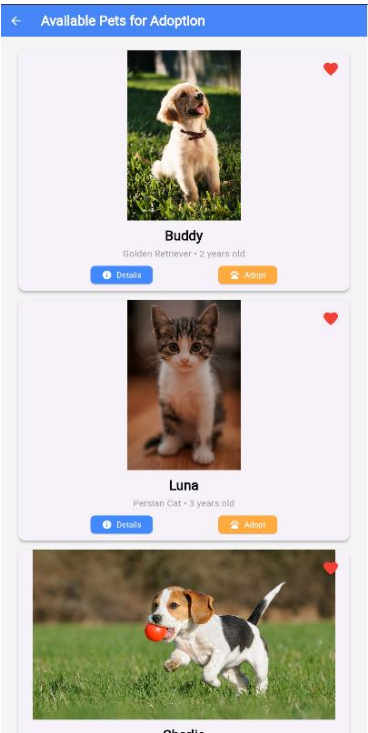 Available Pets for Adoption
Buddy
Golden Retriever • 2 years old
Details Adopt
Luna
Persian Cat • 3 years old
Details Adopt
Charlie